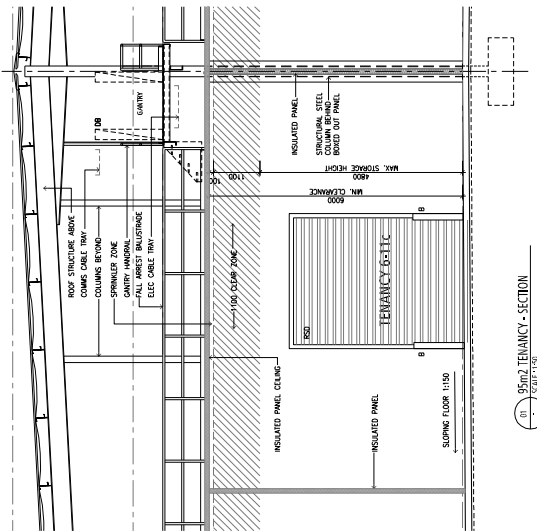 ROOF STRUCTURE ABOVE
COMMS CABLE TRAY
COLUMNS BEYOND
SPRINKLER ZONE
GANTRY HANDRAIL
FALL ARREST BALUSTRADE
ELEC CABLE TRAY
GANTRY
DB
INSULATED PANEL
STRUCTURAL STEEL
COLUMN BEHIND
BOXED OUT PANEL
100
1100
4800
MAX. STORAGE HEIGHT
6000
MIN. CLEARANCE
1100 CLEAR ZONE
RSD
TENANCY 6-11c
B
B
INSULATED PANEL CEILING
INSULATED PANEL
SLOPING FLOOR 1:150
01
95m2 TENANCY - SECTION
SCALE 1:50